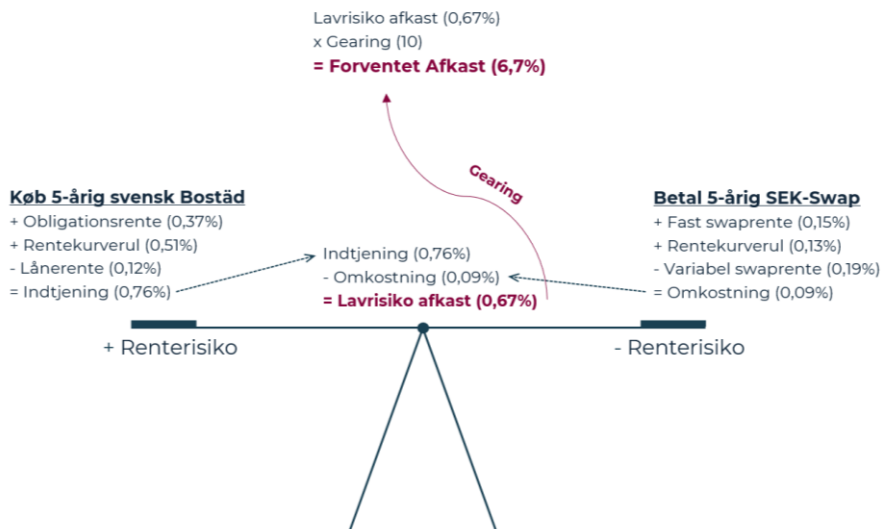 Lavrisiko afkast (0,67%)
x Gearing (10)
= Forventet Afkast (6,7%)
Gearing
Køb 5-årig svensk Bostäd
+ Obligationsrente (0,37%)
+ Rentekurverul (0,51%)
- Lånerente (0,12%)
= Indtjening (0,76%)
Indtjening (0,76%)
- Omkostning (0,09%)
= Lavrisiko afkast (0,67%)
Betal 5-årig SEK-Swap
+ Fast swaprente (0,15%)
+ Rentekurverul (0,13%)
- Variabel swaprente (0,19%)
= Omkostning (0,09%)
+ Renterisiko
- Renterisiko